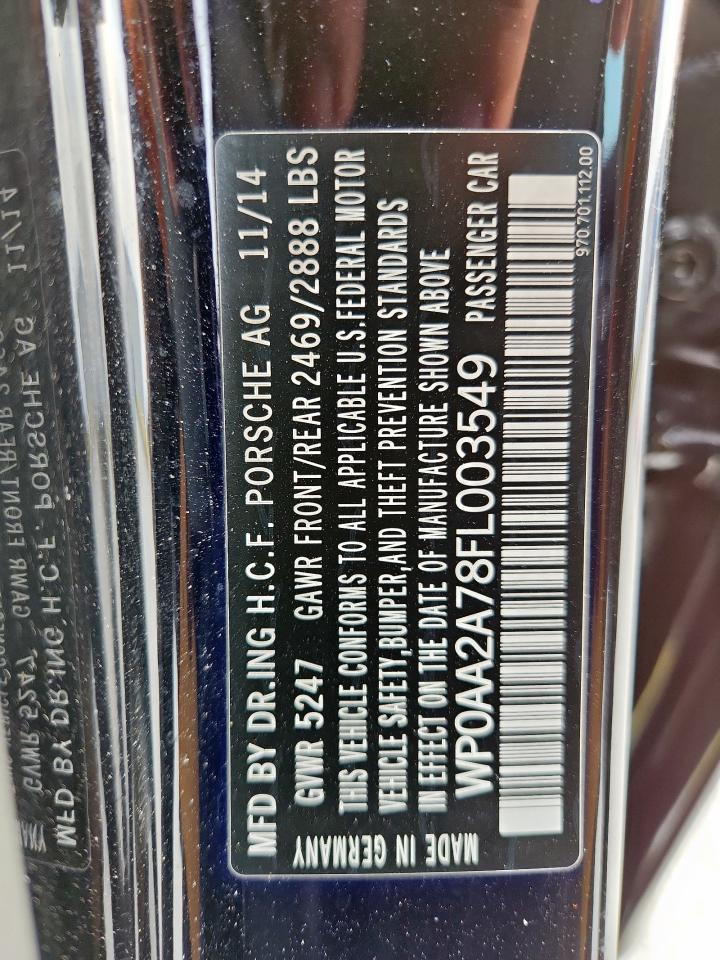 MFD BY DR.ING H.C.F. PORSCHE AG 11/14
GVWR 5247 GAWR FRONT/REAR 2469/2888 LBS
THIS VEHICLE CONFORMS TO ALL APPLICABLE U.S.FEDERAL MOTOR
VEHICLE SAFETY,BUMPER,AND THEFT PREVENTION STANDARDS
IN EFFECT ON THE DATE OF MANUFACTURE SHOWN ABOVE
WP0AA2A78FL003549 PASSENGER CAR
970.701.112.00
MADE IN GERMANY